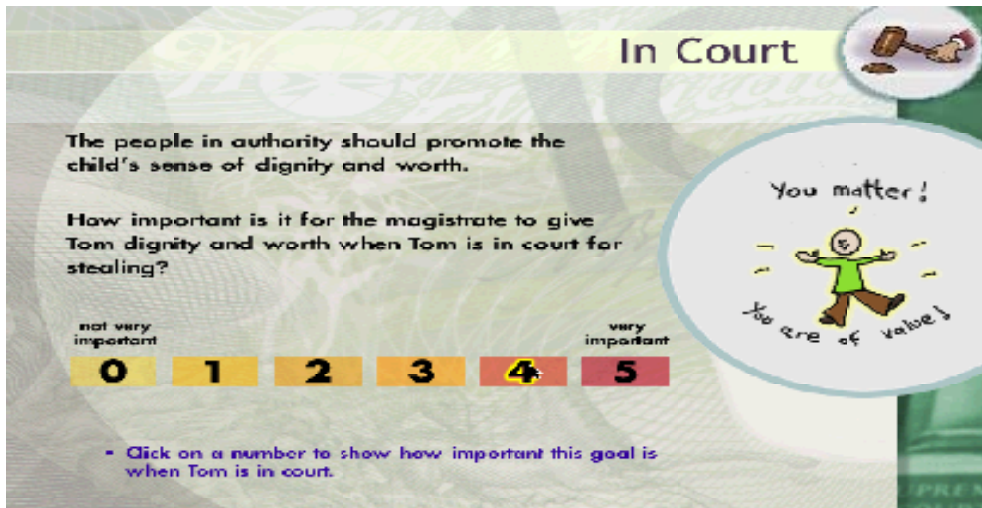 In Court
The people in authority should promote the
child's sense of dignity and worth.
How important is it for the magistrate to give
Tom dignity and worth when Tom is in court for
stealing?
You matter!
You are of value!
not very
important
very
important
0 1 2 3 4 5
• Click on a number to show how important this goal is
when Tom is in court.